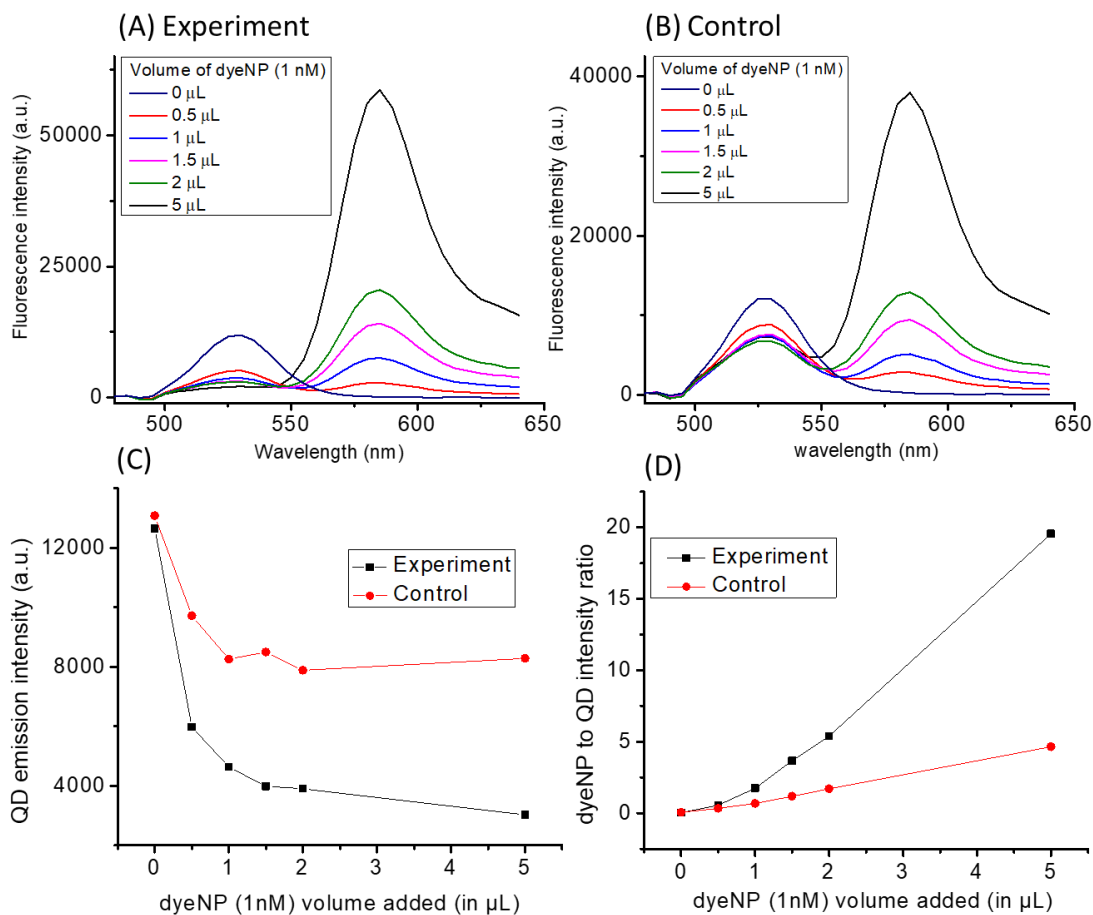 (A) Experiment
Volume of dyeNP (1 nM)
0 μL
0.5 μL
1 μL
1.5 μL
2 μL
5 μL
Fluorescence intensity (a.u.)
50000
25000
0
500
550
600
650
Wavelength (nm)
(B) Control
Volume of dyeNP (1 nM)
0 μL
0.5 μL
1 μL
1.5 μL
2 μL
5 μL
Fluorescence intensity (a.u.)
40000
20000
0
500
550
600
650
wavelength (nm)
(C)
Experiment
Control
QD emission intensity (a.u.)
12000
8000
4000
0
1
2
3
4
5
dyeNP (1nM) volume added (in μL)
(D)
Experiment
Control
dyeNP to QD intensity ratio
20
15
10
5
0
0
1
2
3
4
5
dyeNP (1nM) volume added (in μL)